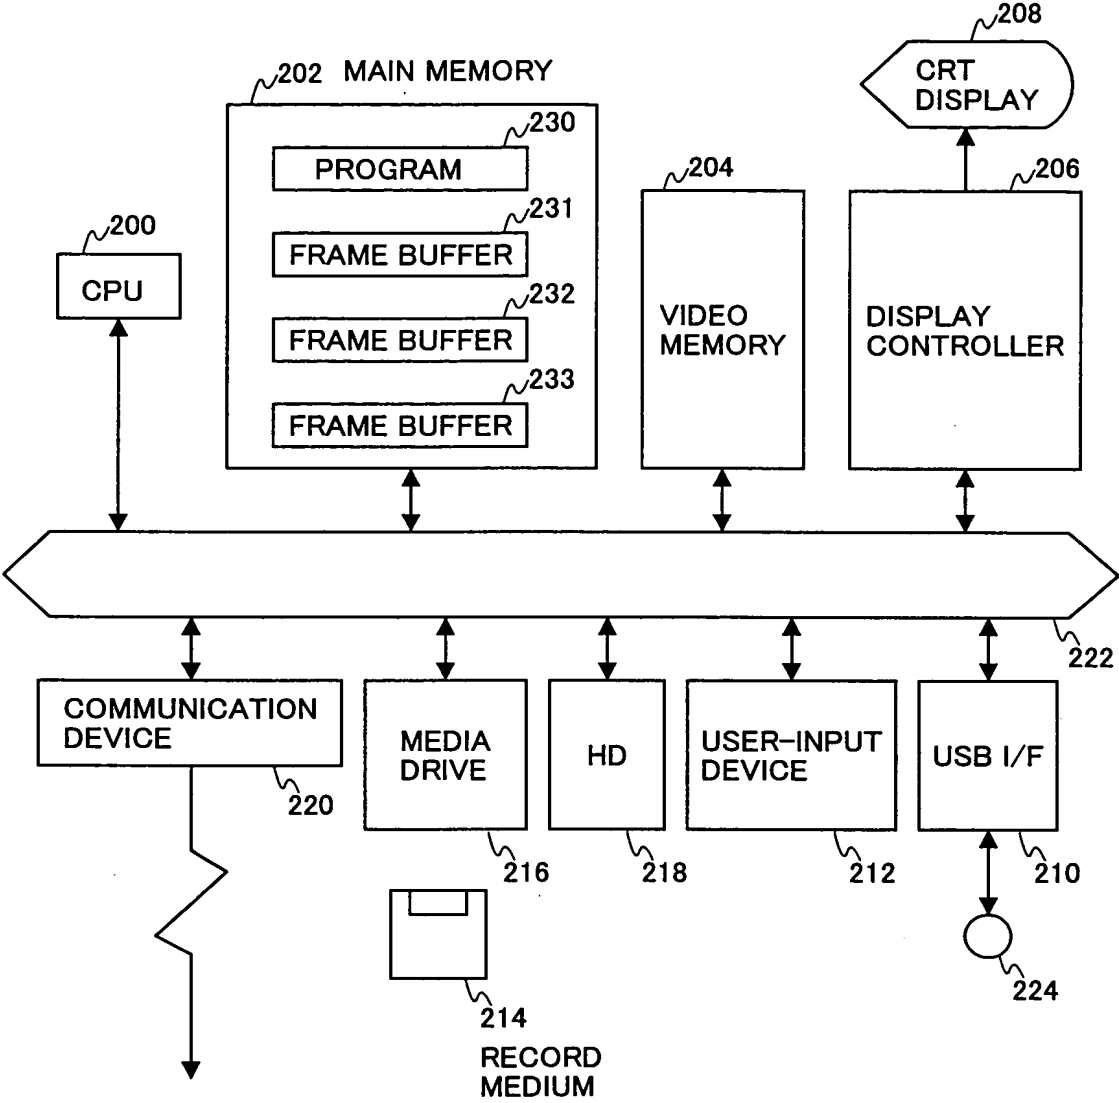 208
CRT
DISPLAY
202
MAIN MEMORY
230
PROGRAM
231
FRAME BUFFER
232
FRAME BUFFER
233
FRAME BUFFER
204
VIDEO
MEMORY
206
DISPLAY
CONTROLLER
200
CPU
222
COMMUNICATION
DEVICE
220
MEDIA
DRIVE
216
HD
218
USER-INPUT
DEVICE
212
USB I/F
210
224
214
RECORD
MEDIUM